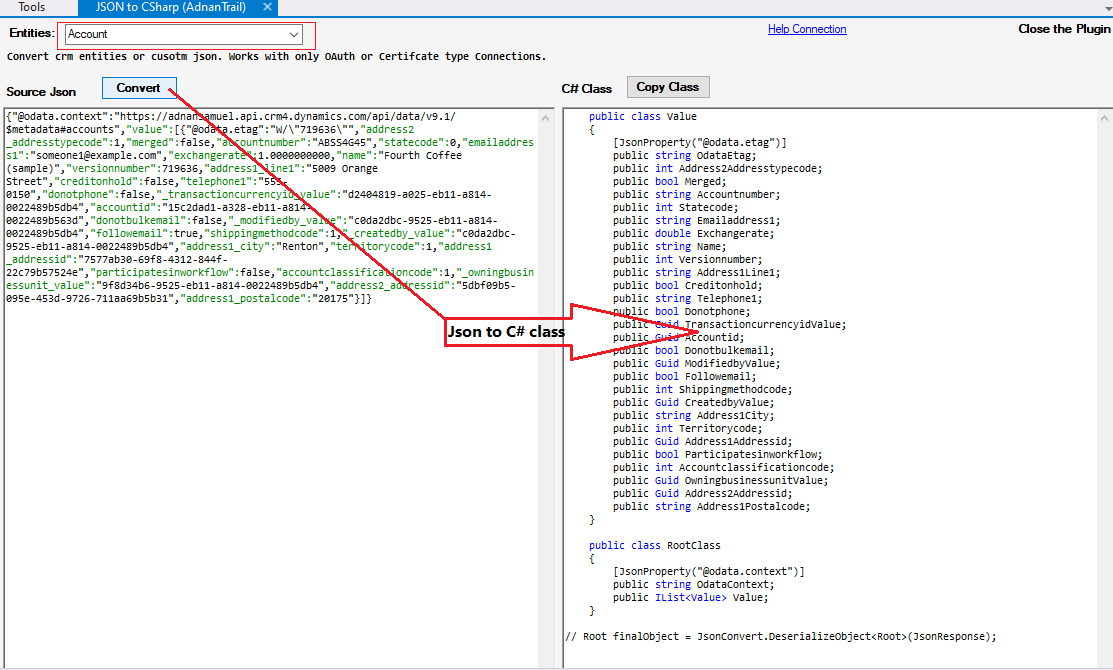 Tools
JSON to CSharp (AdnanTrail) ×
Entities: Account
Help Connection
Close the Plugin
Convert crm entities or cusotm json. Works with only OAuth or Certifcate type Connections.
Source Json
Convert
C# Class
Copy Class
{"@odata.context":"https://adnansamuel.api.crm4.dynamics.com/api/data/v9.1/
$metadata#accounts","value":[{"@odata.etag":"W/\"719636\"","address2
_addresstypecode":1,"merged":false,"accountnumber":"ABSS4G45","statecode":0,"emailaddres
s1":"someone1@example.com","exchangerate":1.0000000000,"name":"Fourth Coffee
(sample)","versionnumber":719636,"address1_line1":"5009 Orange
Street","creditonhold":false,"telephone1":"555-
0150","donotphone":false,"_transactioncurrencyid_value":"d2404819-a025-eb11-a814-
0022489b5db4","accountid":"15c2dad1-a328-eb11-a814-
0022489b563d","donotbulkemail":false,"_modifiedby_value":"c0da2dbc-9525-eb11-a814-
0022489b5db4","followemail":true,"shippingmethodcode":1,"_createdby_value":"c0da2dbc-
9525-eb11-a814-0022489b5db4","address1_city":"Renton","territorycode":1,"address1
_addressid":"7577ab30-69f8-4312-844f-
22c79b57524e","participatesinworkflow":false,"accountclassificationcode":1,"_owningbusin
essunit_value":"9f8d34b6-9525-eb11-a814-0022489b5db4","address2_addressid":"5dbf09b5-
095e-453d-9726-711aa69b5b31","address1_postalcode":"20175"}]}
Json to C# class
public class Value
{
[JsonProperty("@odata.etag")]
public string OdataEtag;
public int Address2Addresstypecode;
public bool Merged;
public string Accountnumber;
public int Statecode;
public string Emailaddress1;
public double Exchangerate;
public string Name;
public int Versionnumber;
public string Address1Line1;
public bool Creditonhold;
public string Telephone1;
public bool Donotphone;
public Guid TransactioncurrencyidValue;
public Guid Accountid;
public bool Donotbulkemail;
public Guid ModifiedbyValue;
public bool Followemail;
public int Shippingmethodcode;
public Guid CreatedbyValue;
public string Address1City;
public int Territorycode;
public Guid Address1Addressid;
public bool Participatesinworkflow;
public int Accountclassificationcode;
public Guid OwningbusinessunitValue;
public Guid Address2Addressid;
public string Address1Postalcode;
}
public class RootClass
{
[JsonProperty("@odata.context")]
public string OdataContext;
public IList<Value> Value;
}
// Root finalObject = JsonConvert.DeserializeObject<Root>(JsonResponse);